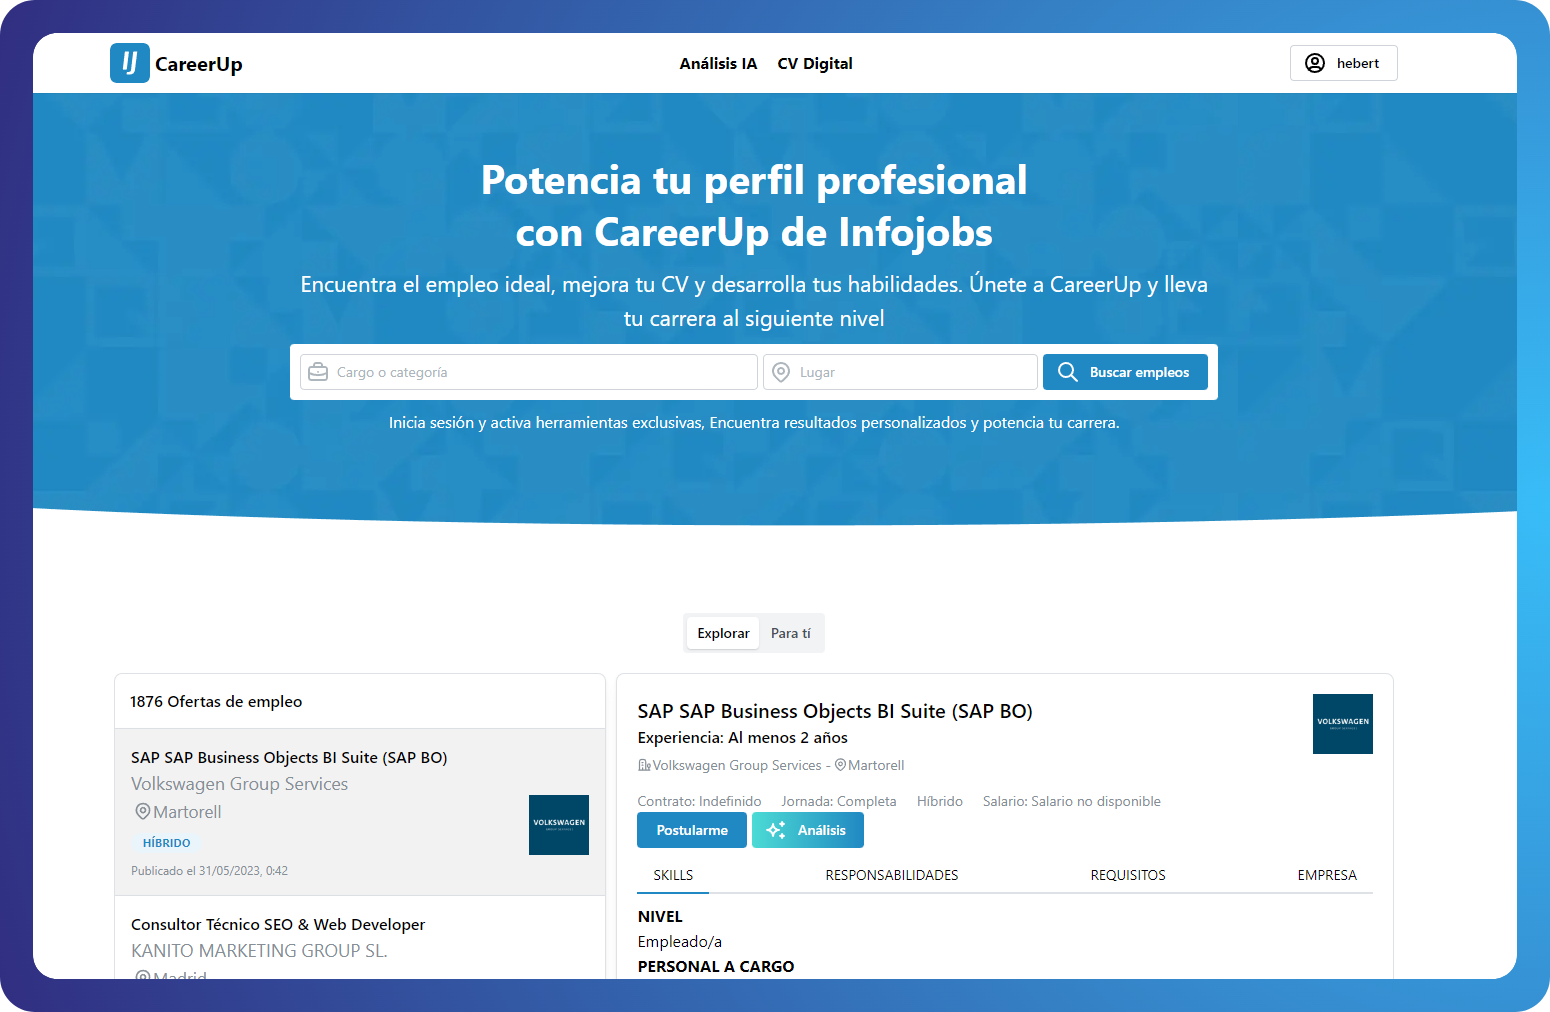 IJ CareerUp
Análisis IA
CV Digital
hebert
Potencia tu perfil profesional
con CareerUp de Infojobs
Encuentra el empleo ideal, mejora tu CV y desarrolla tus habilidades. Únete a CareerUp y lleva
tu carrera al siguiente nivel
Cargo o categoría
Lugar
Buscar empleos
Inicia sesión y activa herramientas exclusivas, Encuentra resultados personalizados y potencia tu carrera.
Explorar
Para tí
1876 Ofertas de empleo
SAP SAP Business Objects BI Suite (SAP BO)
Volkswagen Group Services
Martorell
HÍBRIDO
Publicado el 31/05/2023, 0:42
VOLKSWAGEN
Consultor Técnico SEO & Web Developer
KANITO MARKETING GROUP SL.
Madrid
SAP SAP Business Objects BI Suite (SAP BO)
Experiencia: Al menos 2 años
Volkswagen Group Services - Martorell
VOLKSWAGEN
Contrato: Indefinido
Jornada: Completa
Híbrido
Salario: Salario no disponible
Postularme
Análisis
SKILLS
RESPONSABILIDADES
REQUISITOS
EMPRESA
NIVEL
Empleado/a
PERSONAL A CARGO